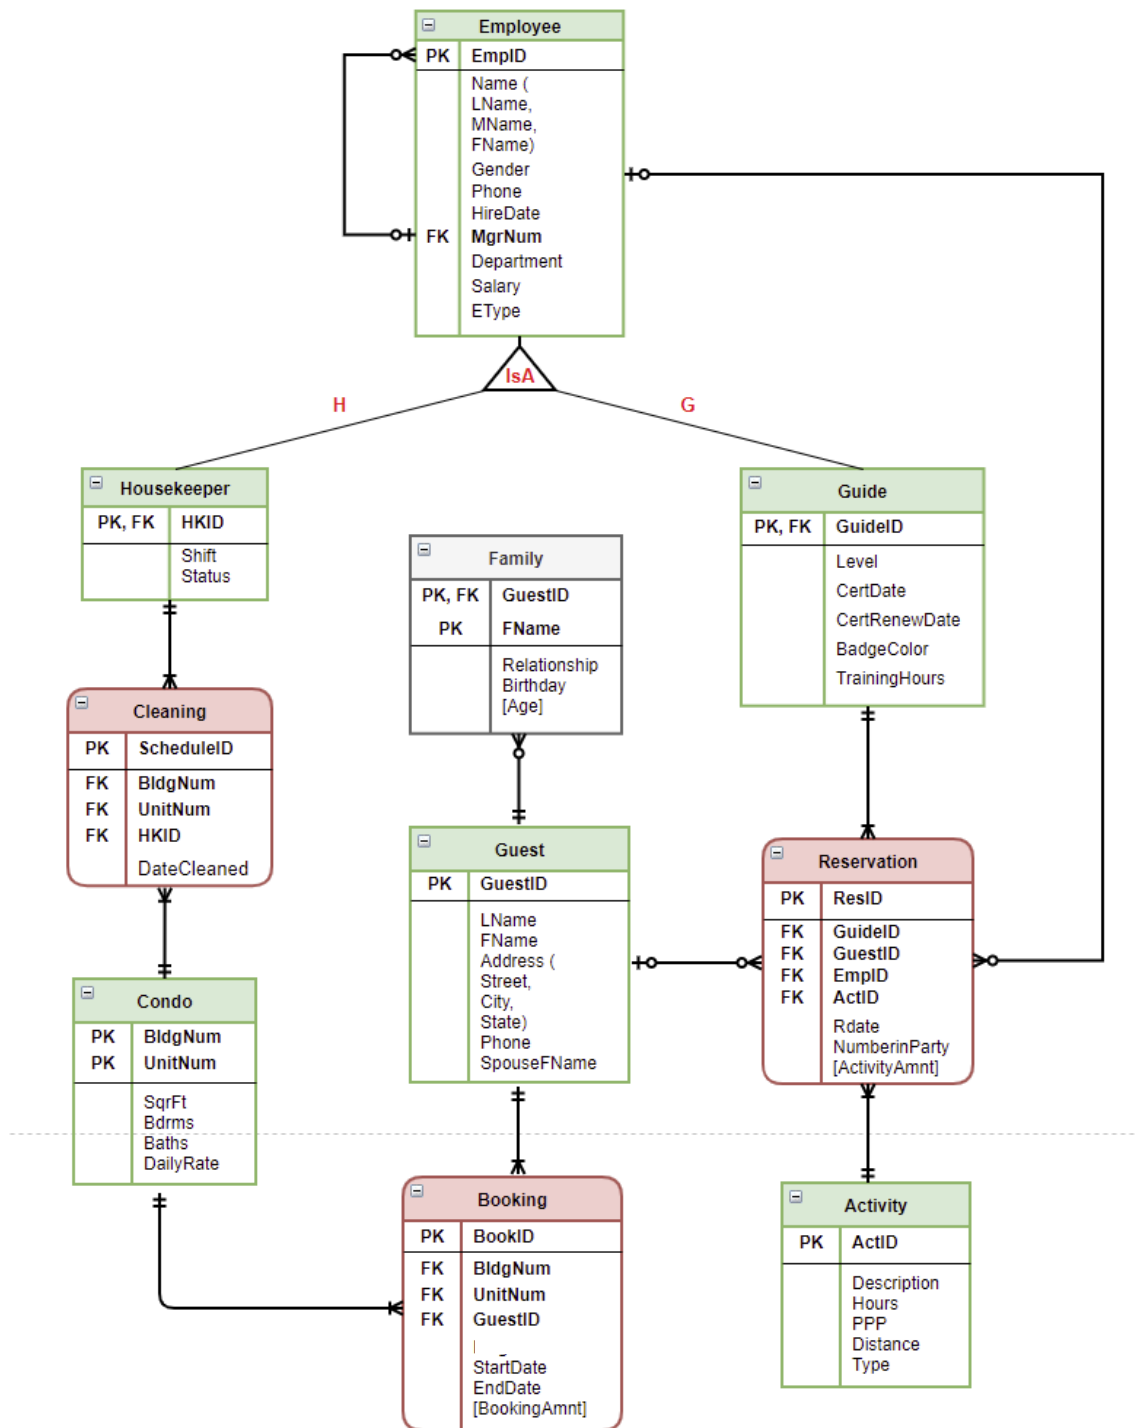 Employee
PK EmpID
Name (
LName,
MName,
FName)
Gender
Phone
HireDate
FK MgrNum
Department
Salary
EType
IsA
H
G
Housekeeper
PK, FK HKID
Shift
Status
Guide
PK, FK GuideID
Level
CertDate
CertRenewDate
BadgeColor
TrainingHours
Family
PK, FK GuestID
PK FName
Relationship
Birthday
[Age]
Cleaning
PK ScheduleID
FK BldgNum
FK UnitNum
FK HKID
DateCleaned
Guest
PK GuestID
LName
FName
Address (
Street,
City,
State)
Phone
SpouseFName
Reservation
PK ResID
FK GuideID
FK GuestID
FK EmpID
FK ActID
Rdate
NumberinParty
[ActivityAmnt]
Condo
PK BldgNum
PK UnitNum
SqrFt
Bdrms
Baths
DailyRate
Booking
PK BookID
FK BldgNum
FK UnitNum
FK GuestID
StartDate
EndDate
[BookingAmnt]
Activity
PK ActID
Description
Hours
PPP
Distance
Type